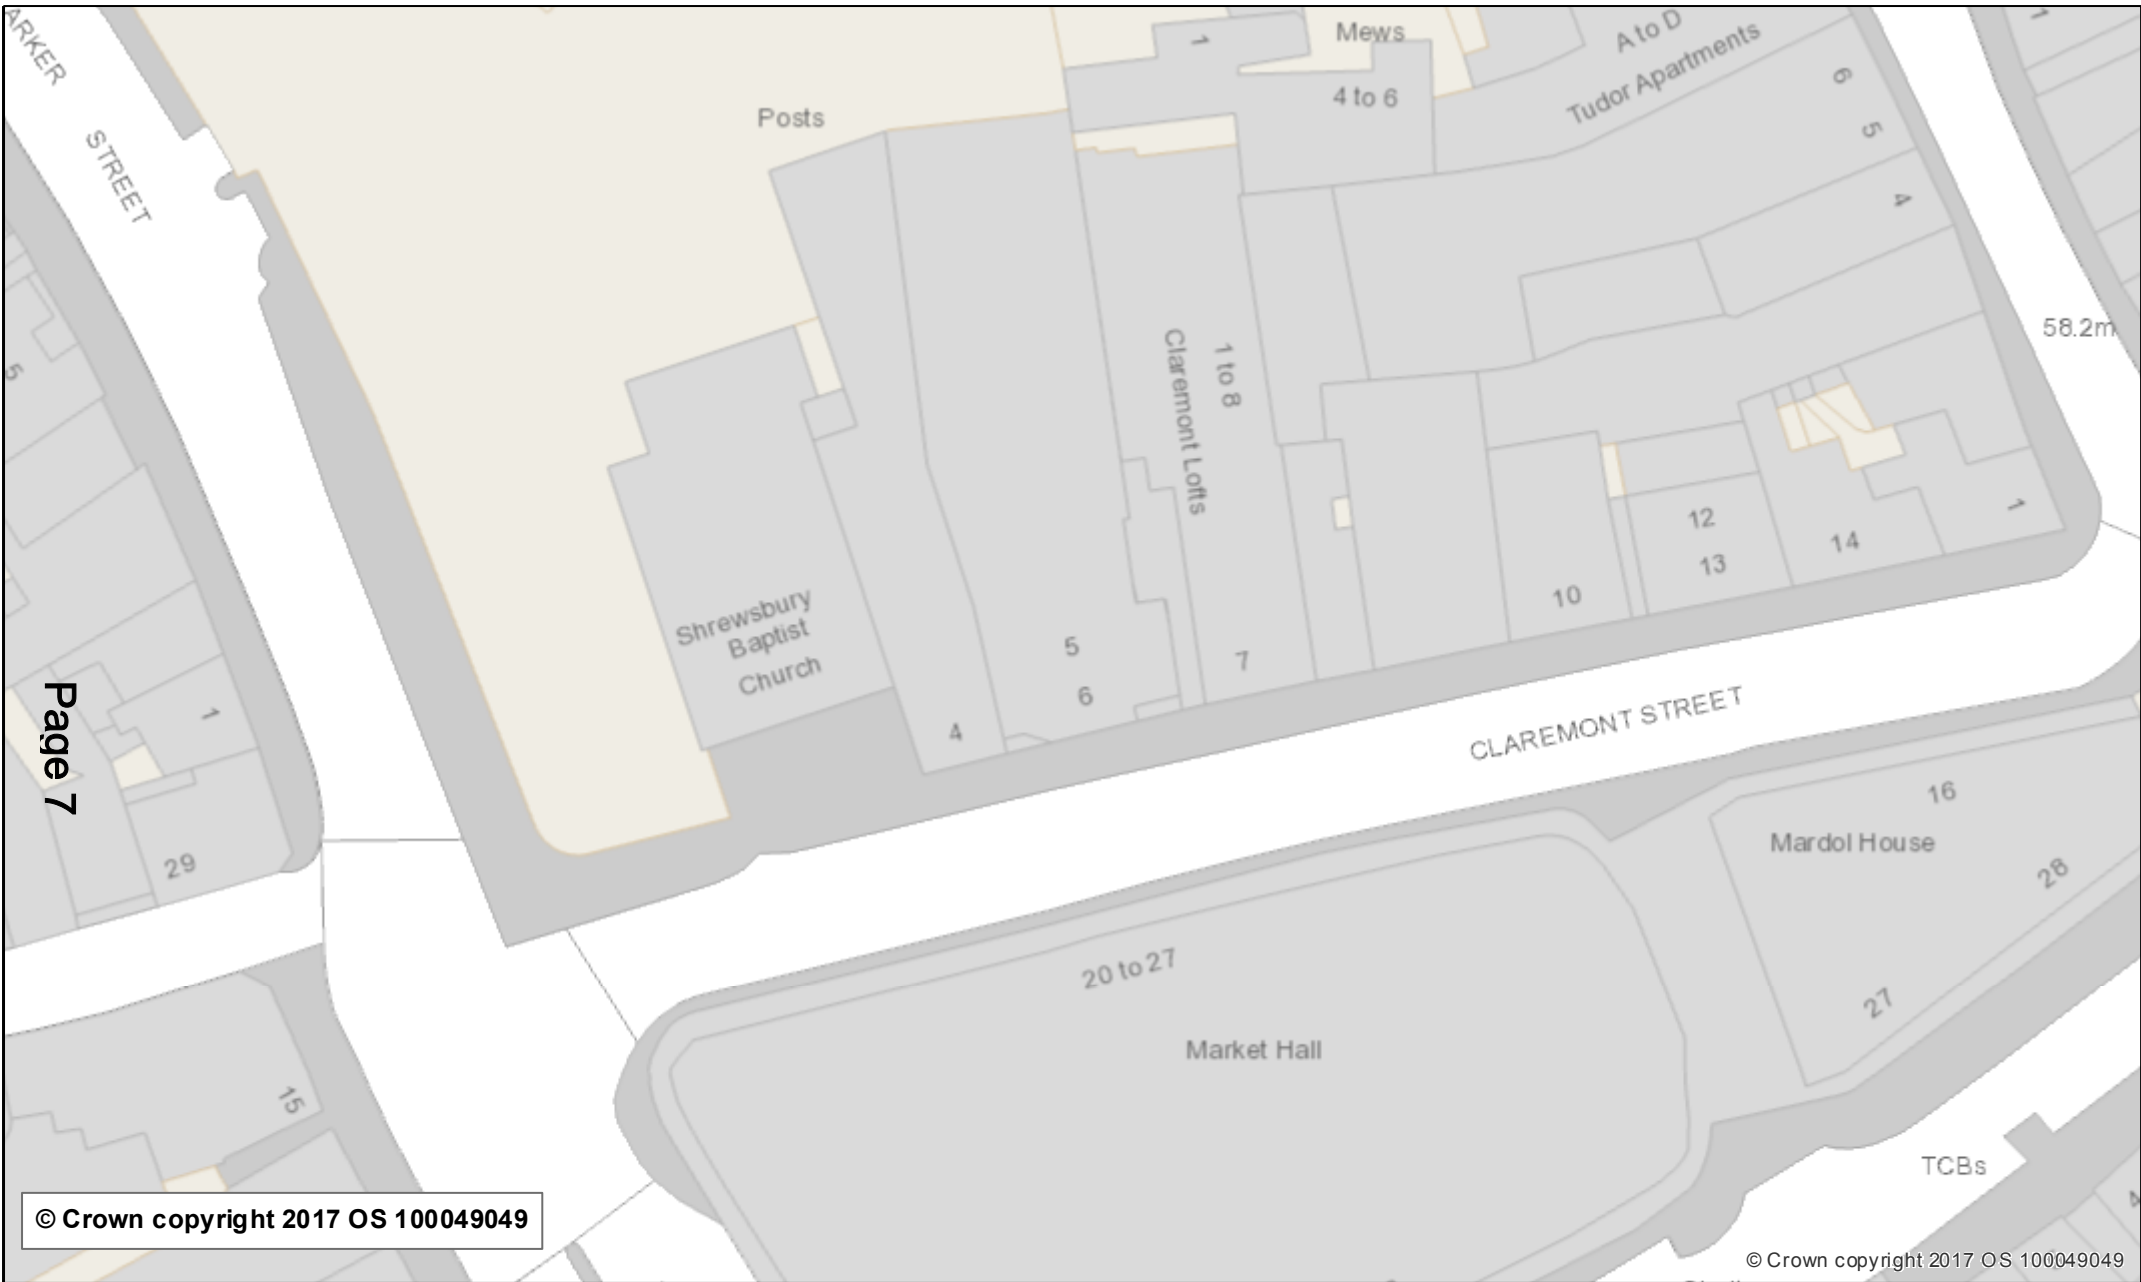 ARKER
STREET
Posts
Mews
1
4 to 6
A to D
Tudor Apartments
6
5
4
1
58.2m
5
1 to 8
Claremont Lofts
12
13
14
1
10
Shrewsbury
Baptist
Church
5
6
4
7
CLAREMONT STREET
1
29
Page 7
16
Mardol House
28
27
20 to 27
Market Hall
15
TCBs
4
© Crown copyright 2017 OS 100049049
© Crown copyright 2017 OS 100049049